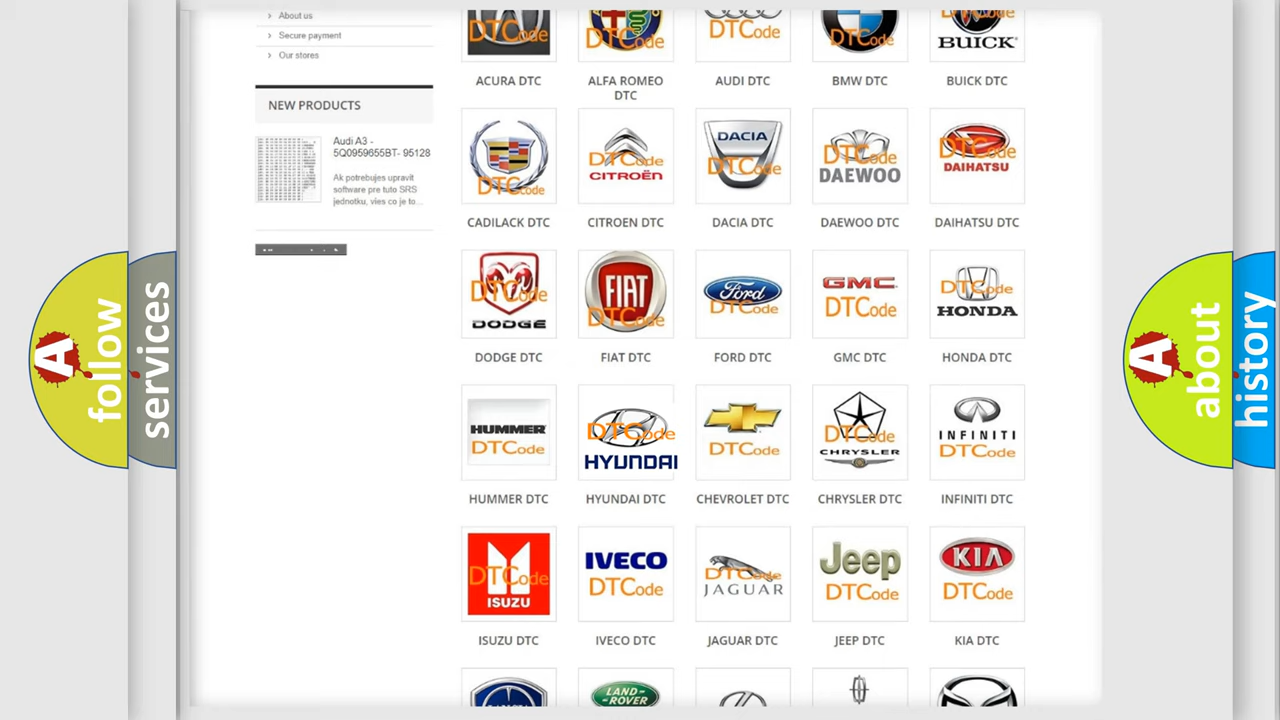 About us
Secure payment
Our stores
NEW PRODUCTS
Audi A3 -
5Q0959655BT- 95128
Ak potrebujes upravit
software pre tuto SRS
jednotku, vies co je to...
DTCode
DTCode
DTCode
DTCode
BUICK
ACURA DTC
ALFA ROMEO
DTC
AUDI DTC
BMW DTC
BUICK DTC
DTCode
DTCode
CITROËN
DACIA
DTCode
DTCode
DAEWOO
DTCode
DAIHATSU
CADILACK DTC
CITROEN DTC
DACIA DTC
DAEWOO DTC
DAIHATSU DTC
DTCode
DODGE
FIAT
DTCode
Ford
DTCode
GMC
DTCode
DTCode
HONDA
DODGE DTC
FIAT DTC
FORD DTC
GMC DTC
HONDA DTC
HUMMER
DTCode
DTCode
HYUNDAI
DTCode
DTCode
CHRYSLER
INFINITI
DTCode
HUMMER DTC
HYUNDAI DTC
CHEVROLET DTC
CHRYSLER DTC
INFINITI DTC
DTCode
ISUZU
IVECO
DTCode
DTCode
JAGUAR
Jeep
DTCode
KIA
DTCode
ISUZU DTC
IVECO DTC
JAGUAR DTC
JEEP DTC
KIA DTC
LAND-
ROVER
A
follow
services
A
about
history